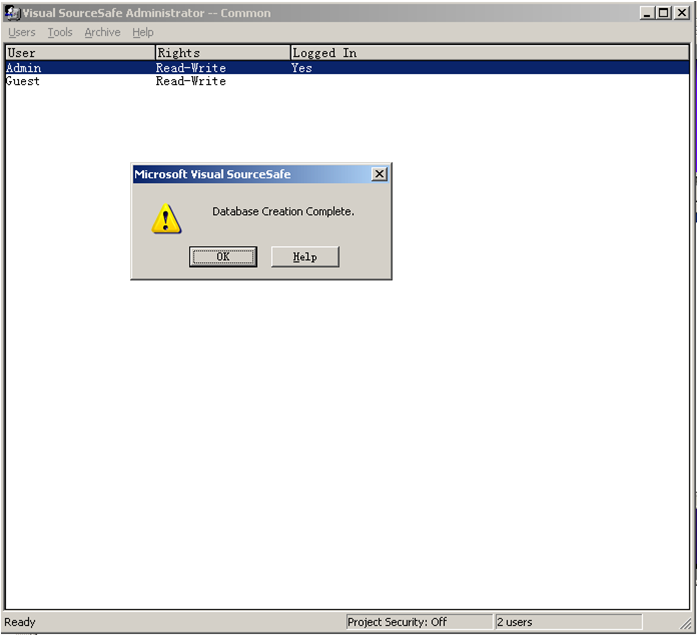 Visual SourceSafe Administrator -- Common
Users Tools Archive Help
User Rights Logged In
Admin Read-Write Yes
Guest Read-Write
Microsoft Visual SourceSafe
Database Creation Complete.
OK Help
Ready Project Security: Off 2 users